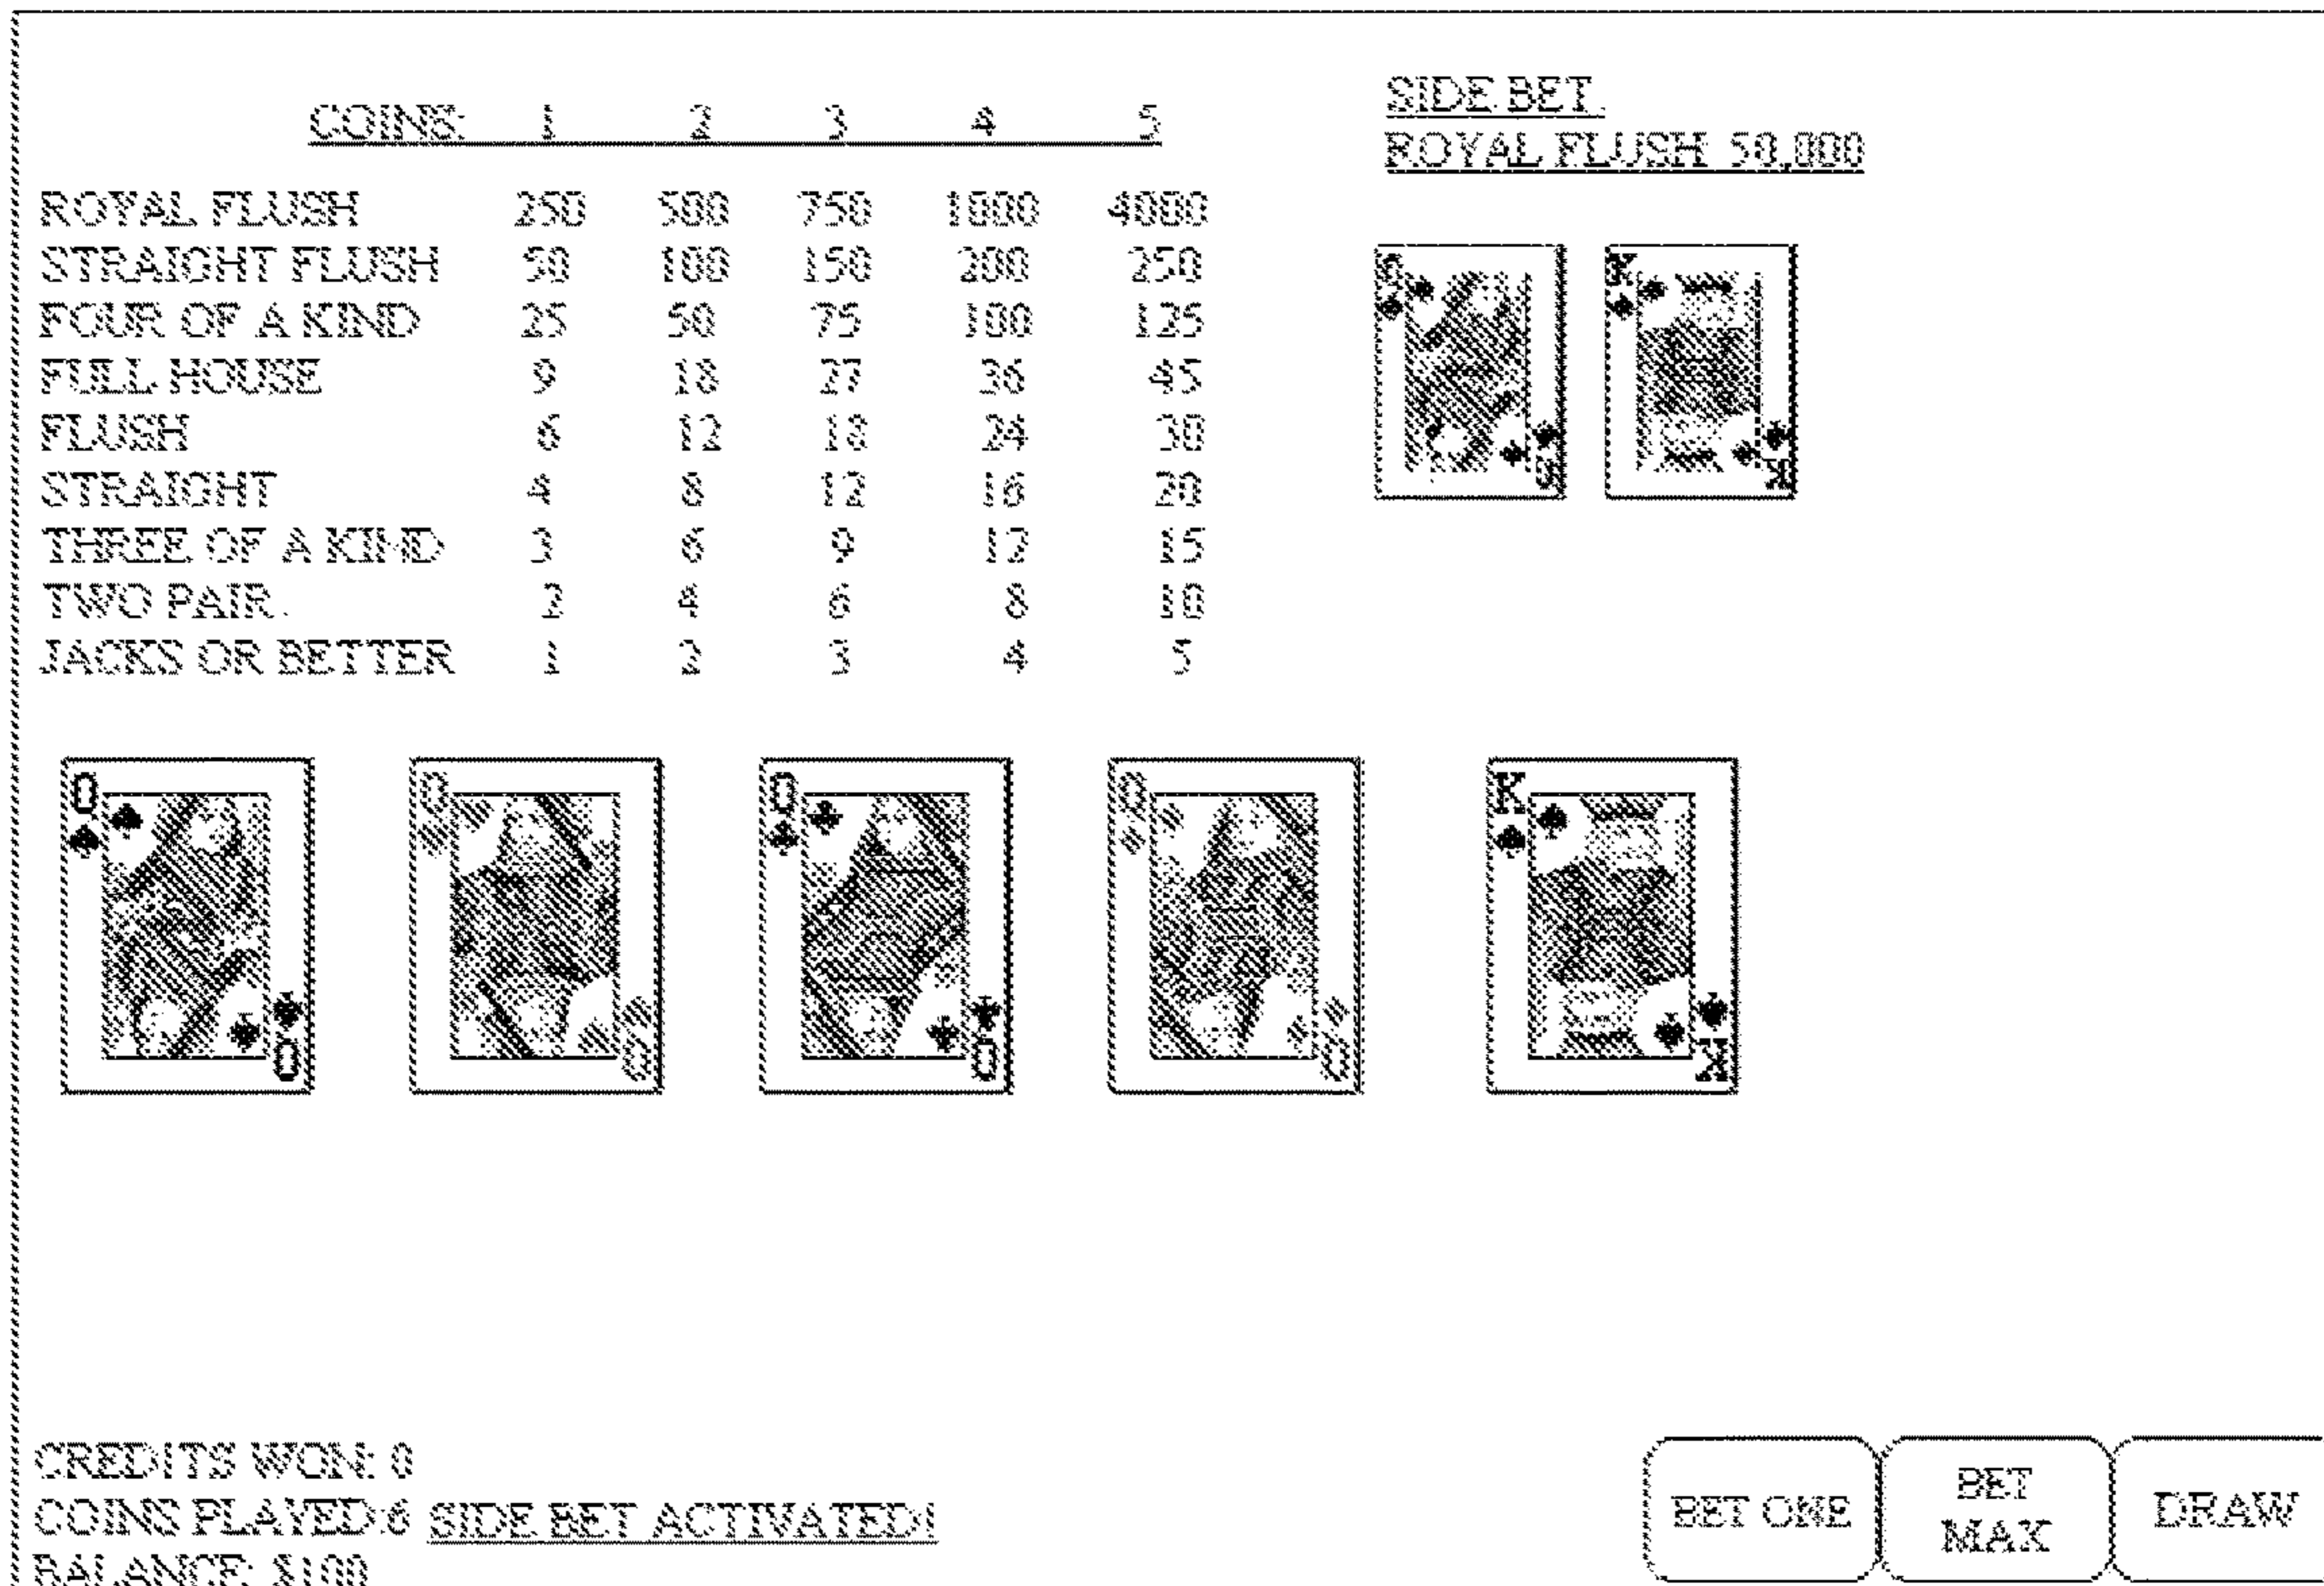 COINS: 1 2 3 4 5
ROYAL FLUSH 250 500 750 1000 4000
STRAIGHT FLUSH 50 100 150 200 250
FOUR OF A KIND 25 50 75 100 125
FULL HOUSE 9 18 27 36 45
FLUSH 6 12 18 24 30
STRAIGHT 4 8 12 16 20
THREE OF A KIND 3 6 9 12 15
TWO PAIR 2 4 6 8 10
JACKS OR BETTER 1 2 3 4 5
SIDE BET
ROYAL FLUSH 50,000
Q K
Q K
Q Q Q Q K
Q Q Q Q K
CREDITS WON: 0
COINS PLAYED:6 SIDE BET ACTIVATED!
BALANCE: $100
BET ONE
BET
MAX
DRAW